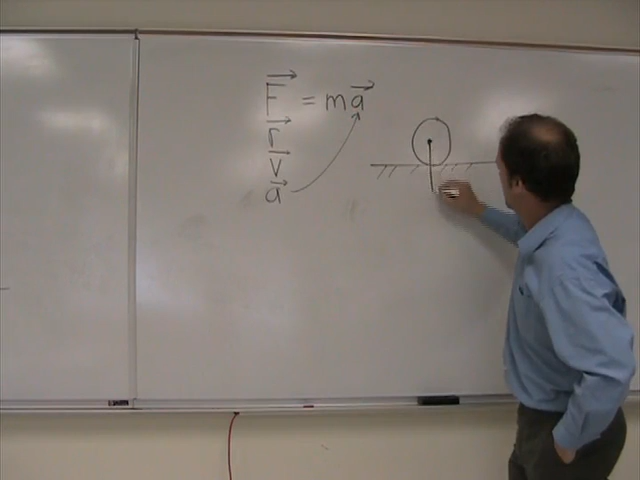 F⃗ = ma⃗
r⃗
v⃗
a⃗